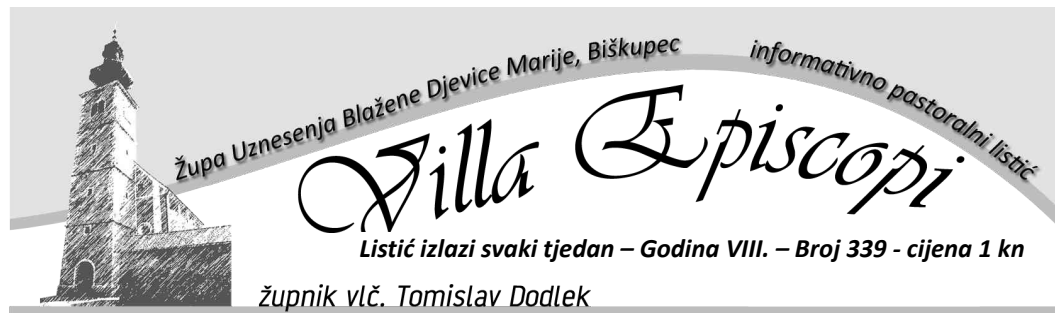 Župa Uznesenja Blažene Djevice Marije, Biškupec
informativno pastoralni listić
Villa Episcopi
Listić izlazi svaki tjedan – Godina VIII. – Broj 339 - cijena 1 kn
župnik vlč. Tomislav Dodlek